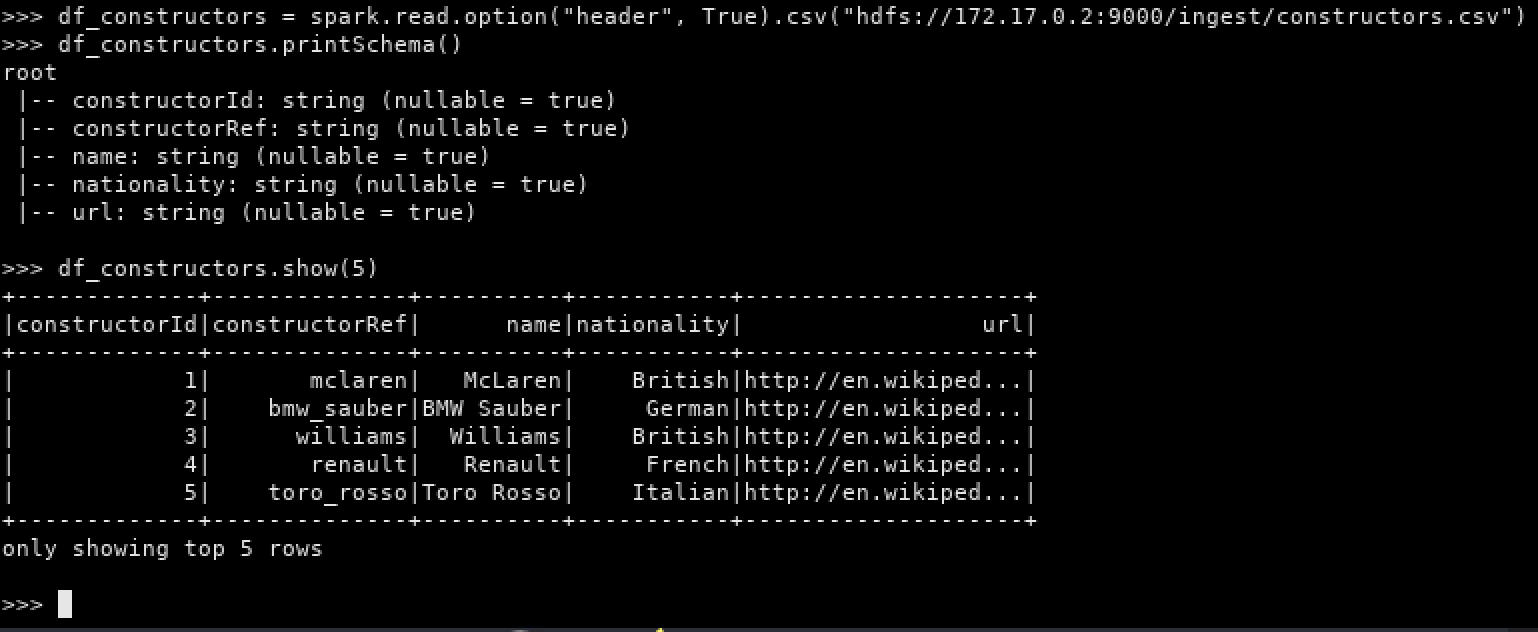 >>> df_constructors = spark.read.option("header", True).csv("hdfs://172.17.0.2:9000/ingest/constructors.csv")
>>> df_constructors.printSchema()
root
 |-- constructorId: string (nullable = true)
 |-- constructorRef: string (nullable = true)
 |-- name: string (nullable = true)
 |-- nationality: string (nullable = true)
 |-- url: string (nullable = true)

>>> df_constructors.show(5)
+-------------+--------------+----------+-----------+--------------------+
|constructorId|constructorRef|      name|nationality|                 url|
+-------------+--------------+----------+-----------+--------------------+
|            1|       mclaren|   McLaren|    British|http://en.wikiped...|
|            2|    bmw_sauber|BMW Sauber|     German|http://en.wikiped...|
|            3|      williams|  Williams|    British|http://en.wikiped...|
|            4|       renault|   Renault|     French|http://en.wikiped...|
|            5|    toro_rosso|Toro Rosso|    Italian|http://en.wikiped...|
+-------------+--------------+----------+-----------+--------------------+
only showing top 5 rows

>>>